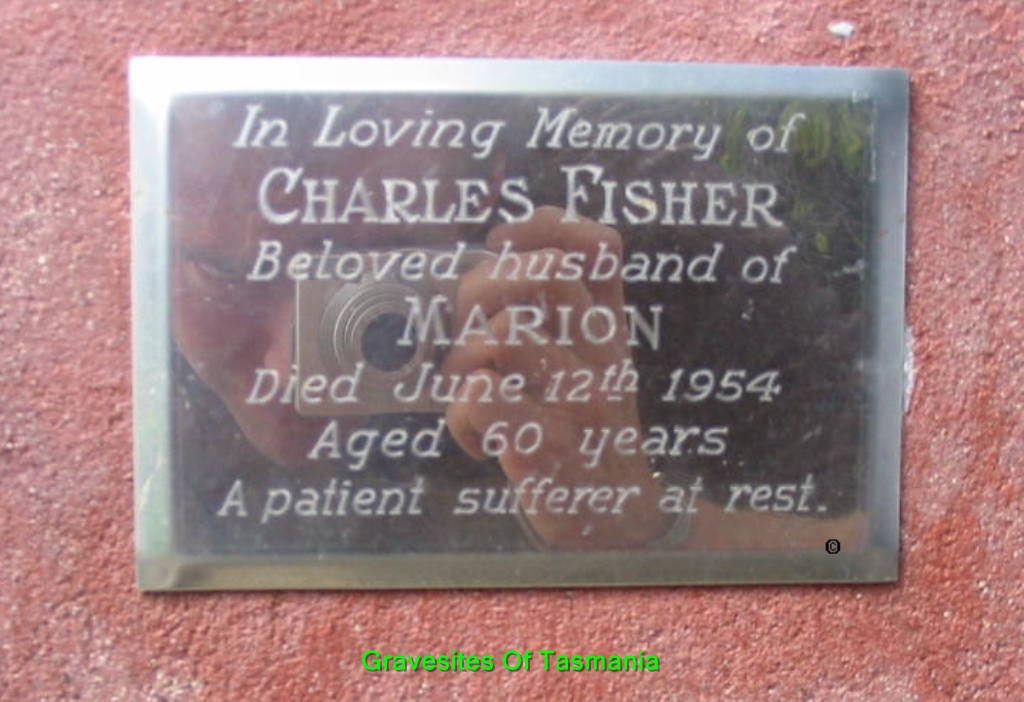 In Loving Memory of
CHARLES FISHER
Beloved husband of
MARION
Died June 12th 1954
Aged 60 years
A patient sufferer at rest.
©
Gravesites Of Tasmania